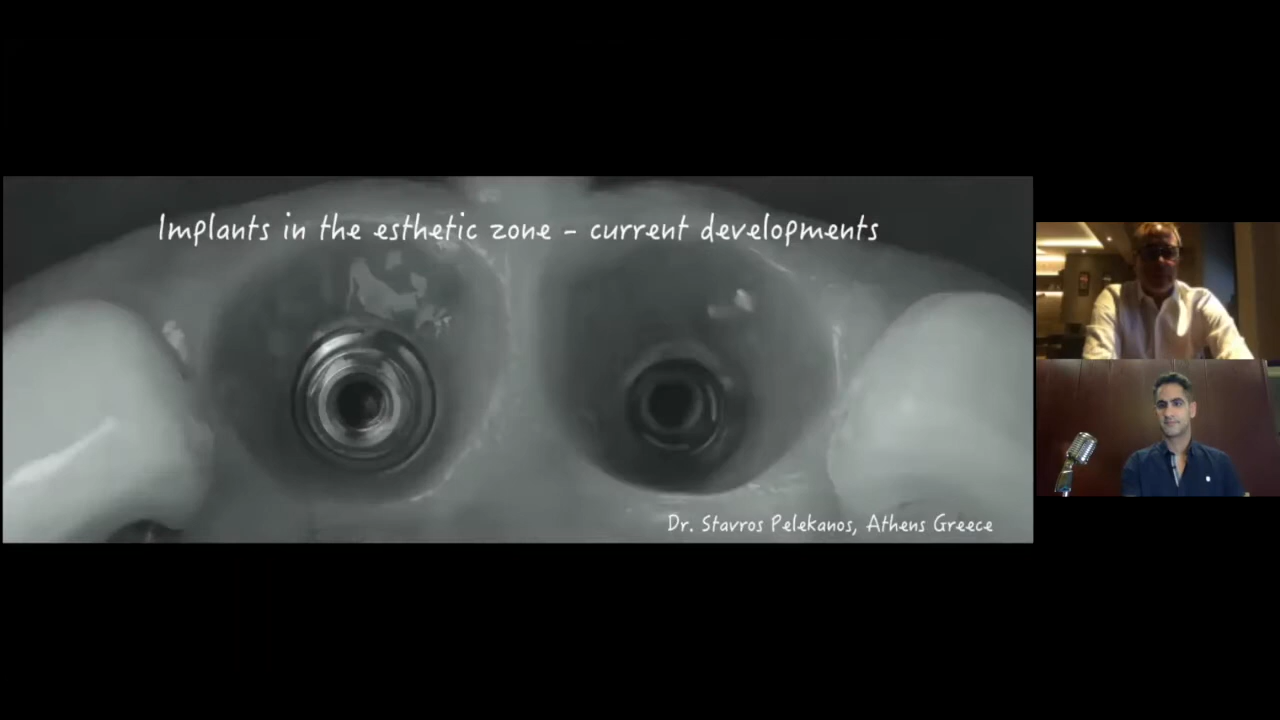 Implants in the esthetic zone - current developments
Dr. Stavros Pelekanos, Athens Greece